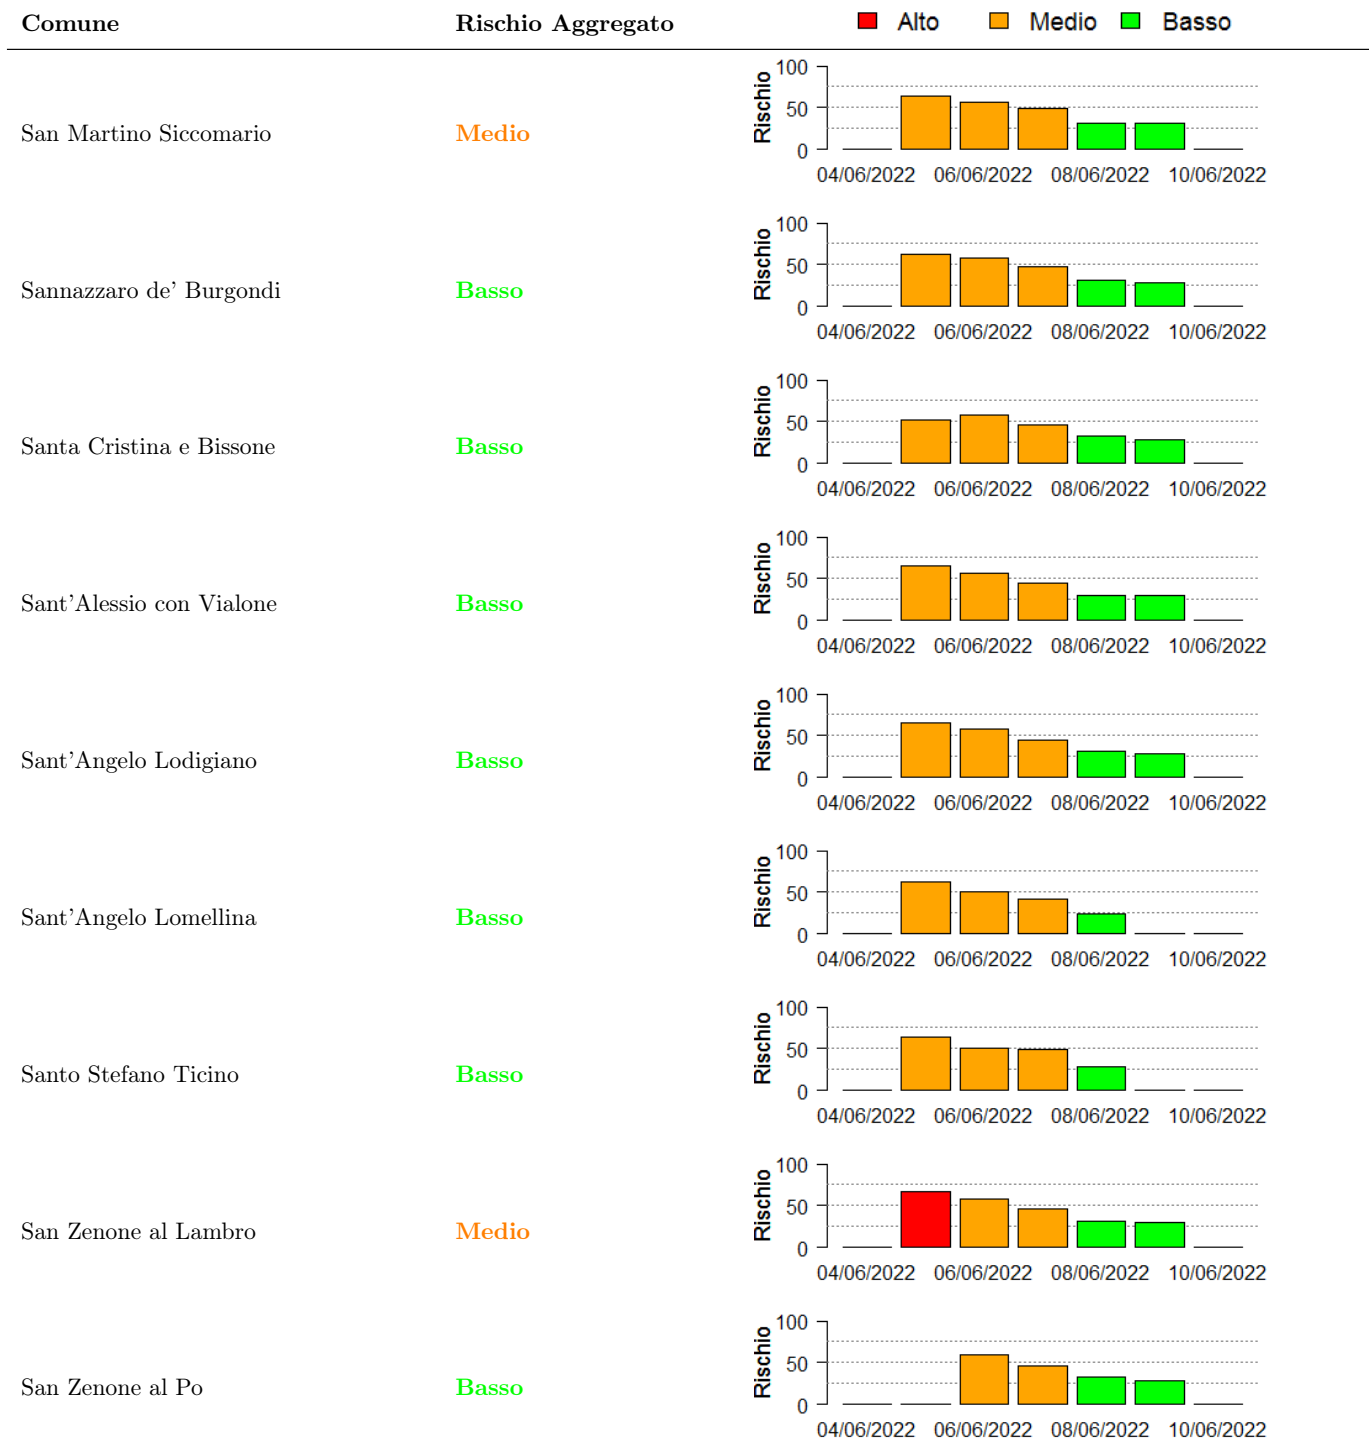 Comune Rischio Aggregato Alto Medio Basso
San Martino Siccomario Medio
Rischio
100
50
0
04/06/2022 06/06/2022 08/06/2022 10/06/2022
Sannazzaro de' Burgondi Basso
Rischio
100
50
0
04/06/2022 06/06/2022 08/06/2022 10/06/2022
Santa Cristina e Bissone Basso
Rischio
100
50
0
04/06/2022 06/06/2022 08/06/2022 10/06/2022
Sant'Alessio con Vialone Basso
Rischio
100
50
0
04/06/2022 06/06/2022 08/06/2022 10/06/2022
Sant'Angelo Lodigiano Basso
Rischio
100
50
0
04/06/2022 06/06/2022 08/06/2022 10/06/2022
Sant'Angelo Lomellina Basso
Rischio
100
50
0
04/06/2022 06/06/2022 08/06/2022 10/06/2022
Santo Stefano Ticino Basso
Rischio
100
50
0
04/06/2022 06/06/2022 08/06/2022 10/06/2022
San Zenone al Lambro Medio
Rischio
100
50
0
04/06/2022 06/06/2022 08/06/2022 10/06/2022
San Zenone al Po Basso
Rischio
100
50
0
04/06/2022 06/06/2022 08/06/2022 10/06/2022